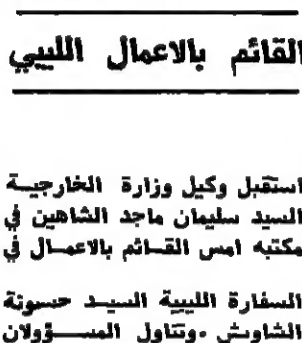 القائم بالاعمال الليبي
استقبل وكيل وزارة الخارجية
السيد سليمان ماجد الشاهين في
مكتبه امس القائم بالاعمال في
السفارة الليبية السيد حسونة
الشاوش .وتناول المسؤولان